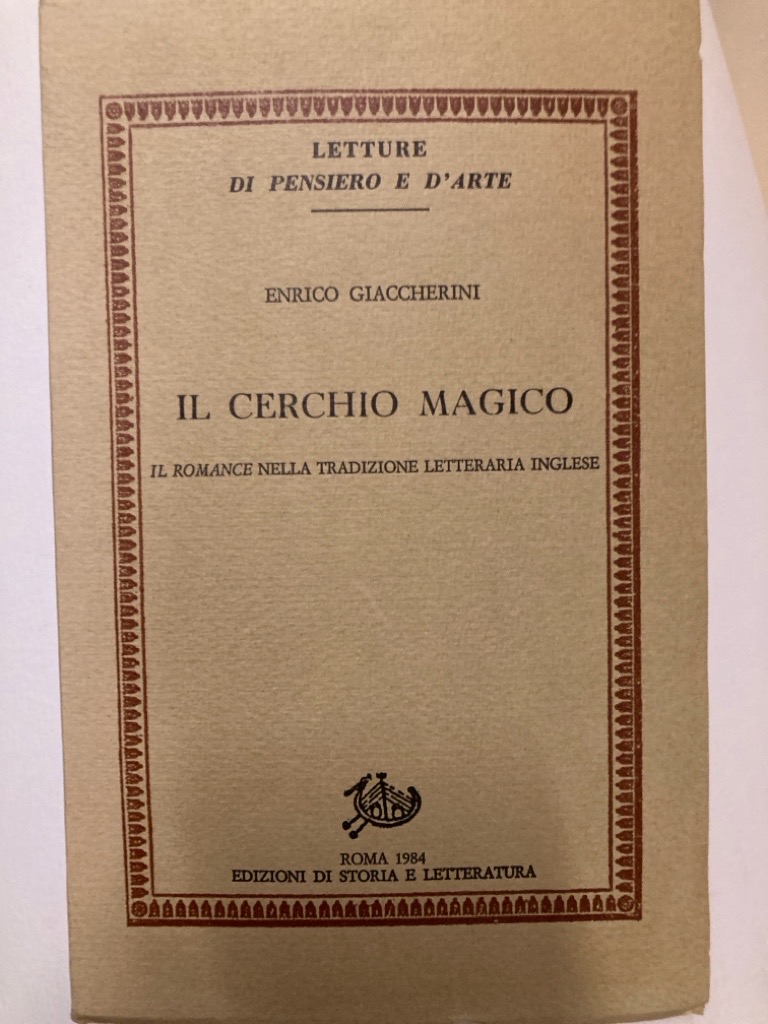 LETTURE
DI PENSIERO E D'ARTE
ENRICO GIACCHERINI
IL CERCHIO MAGICO
IL ROMANCE NELLA TRADIZIONE LETTERARIA INGLESE
ROMA 1984
EDIZIONI DI STORIA E LETTERATURA